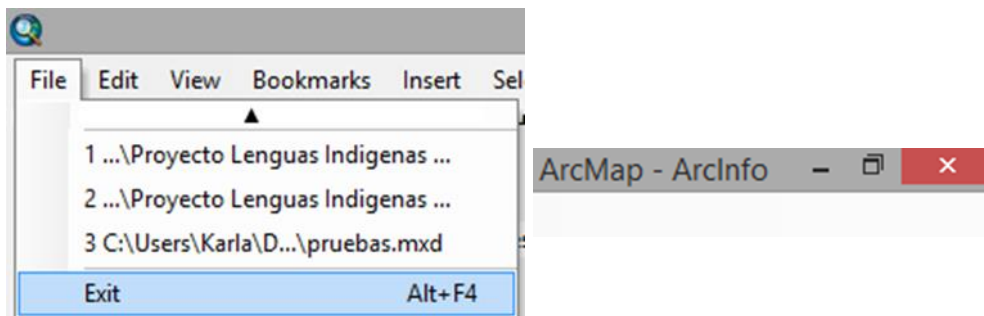 File Edit View Bookmarks Insert
1 ...\Proyecto Lenguas Indigenas ...
2 ...\Proyecto Lenguas Indigenas ...
3 C:\Users\Karla\D...\pruebas.mxd
Exit Alt+F4
ArcMap - ArcInfo